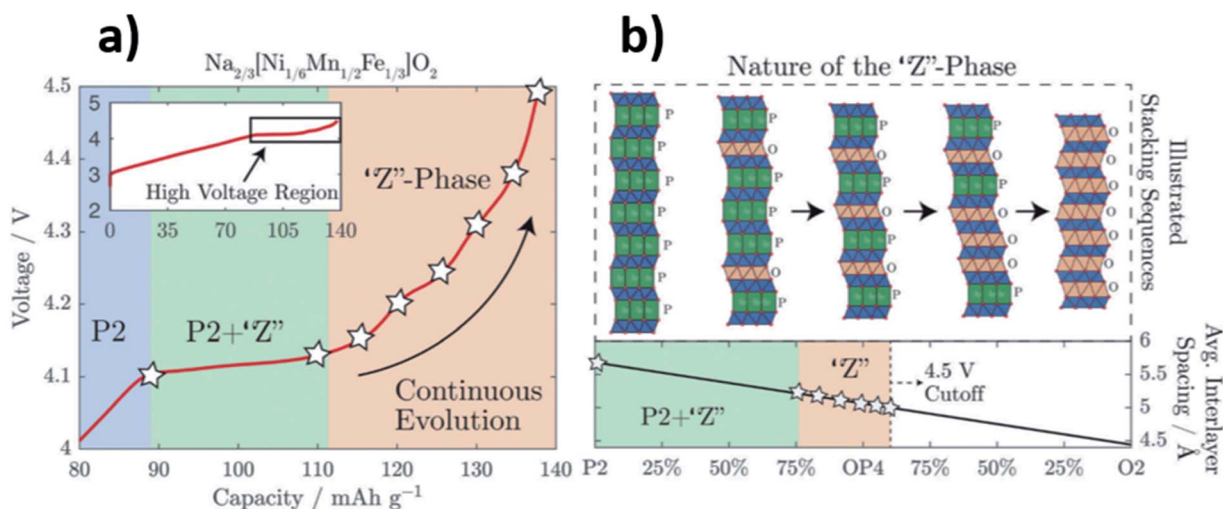 a)
Na2/3[Ni1/6Mn1/2Fe1/3]O2
4.5
4.4
4.3
4.2
4.1
4
Voltage / V
5
4
3
2
0 35 70 105 140
High Voltage Region
"Z"-Phase
P2
P2+"Z"
Continuous Evolution
80 90 100 110 120 130 140
Capacity / mAh g−1
b)
Nature of the "Z"-Phase
P P P P P P
P O P P O P
P O P O P O P
P O P O O O P
O O O O O O
Illustrated Stacking Sequences
"Z"
4.5 V Cutoff
P2+"Z"
6
5.5
5
4.5
Avg. Interlayer Spacing / Å
P2 25% 50% 75% OP4 75% 50% 25% O2